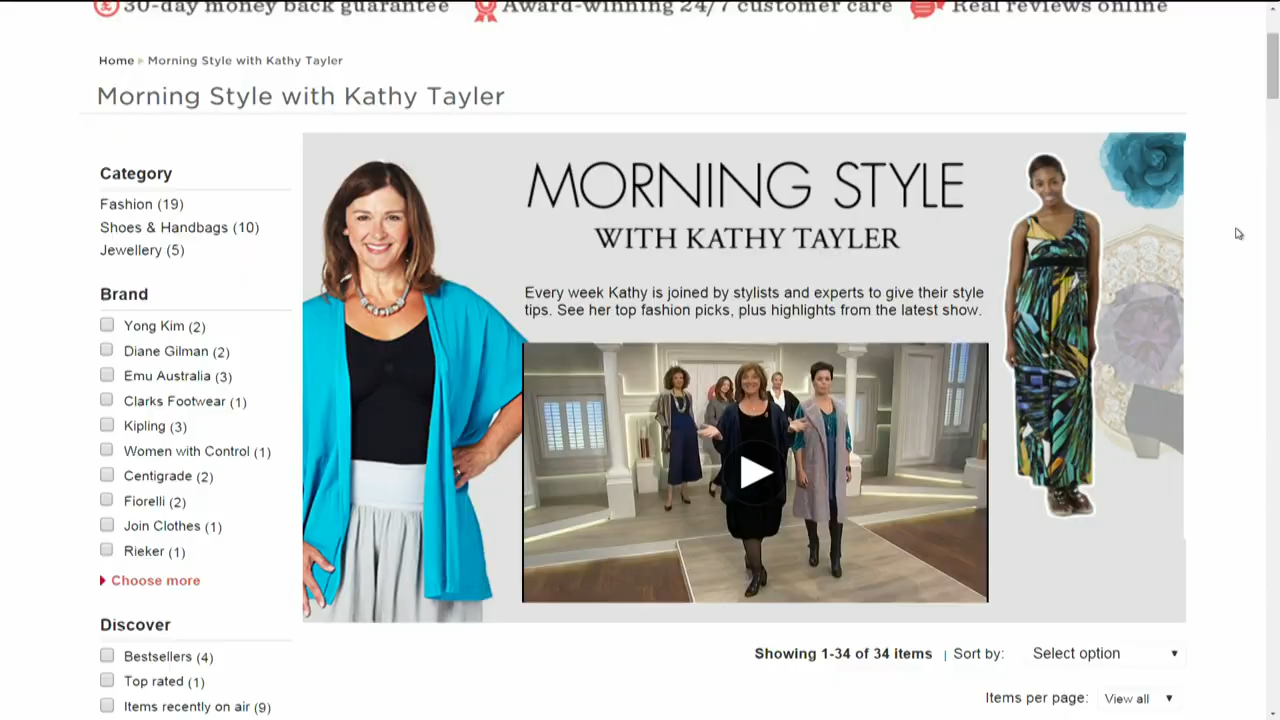 30-day money back guarantee
Award-winning 24/7 customer care
Real reviews online
Home Morning Style with Kathy Tayler
Morning Style with Kathy Tayler
Category
Fashion (19)
Shoes & Handbags (10)
Jewellery (5)
Brand
Yong Kim (2)
Diane Gilman (2)
Emu Australia (3)
Clarks Footwear (1)
Kipling (3)
Women with Control (1)
Centigrade (2)
Fiorelli (2)
Join Clothes (1)
Rieker (1)
Choose more
Discover
Bestsellers (4)
Top rated (1)
Items recently on air (9)
MORNING STYLE
WITH KATHY TAYLER
Every week Kathy is joined by stylists and experts to give their style
tips. See her top fashion picks, plus highlights from the latest show.
Showing 1-34 of 34 items | Sort by: Select option
Items per page: View all